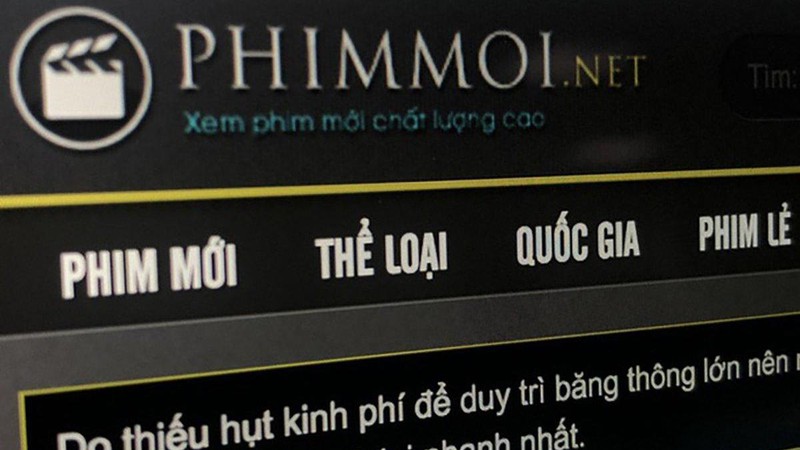 PHIMMOI.NET
Xem phim mới chất lượng cao
Tìm:
PHIM MỚI THỂ LOẠI QUỐC GIA PHIM LẺ
Do thiếu hụt kinh phí để duy trì băng thông lớn nên
nhanh nhất.